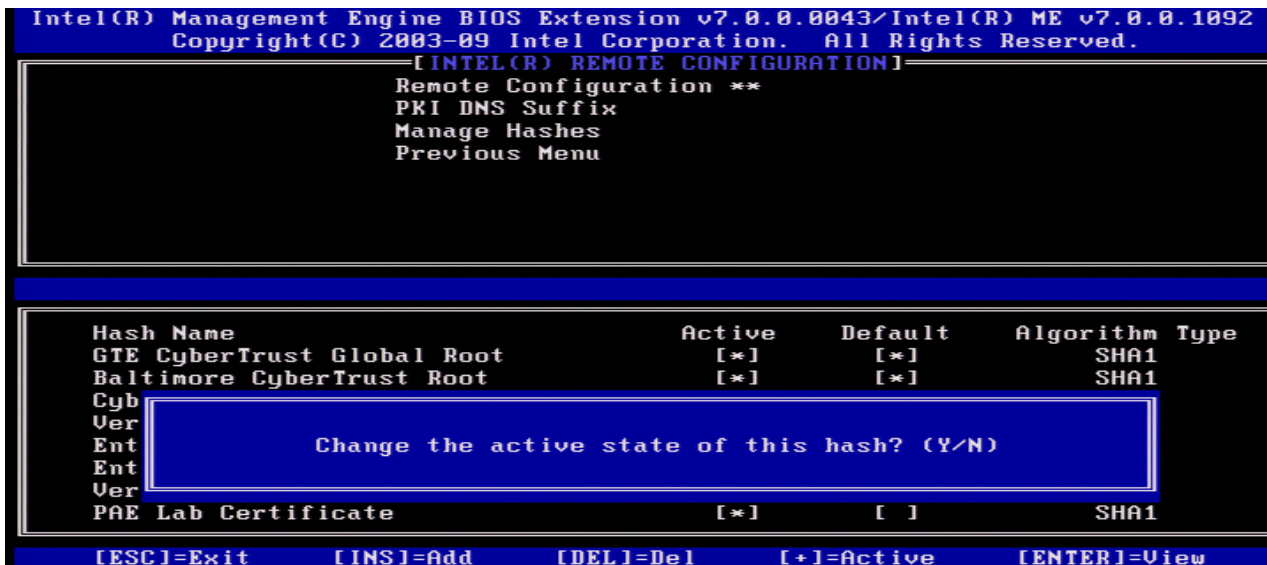 Intel(R) Management Engine BIOS Extension v7.0.0.0043/Intel(R) ME v7.0.0.1092
Copyright(C) 2003-09 Intel Corporation. All Rights Reserved.
[INTEL(R) REMOTE CONFIGURATION]
Remote Configuration **
PKI DNS Suffix
Manage Hashes
Previous Menu
Hash Name Active Default Algorithm Type
GTE CyberTrust Global Root [*] [*] SHA1
Baltimore CyberTrust Root [*] [*] SHA1
Cyb
Ver
Ent Change the active state of this hash? (Y/N)
Ent
Ver
PAE Lab Certificate [*] [ ] SHA1
[ESC]=Exit [INS]=Add [DEL]=Del [+]=Active [ENTER]=View